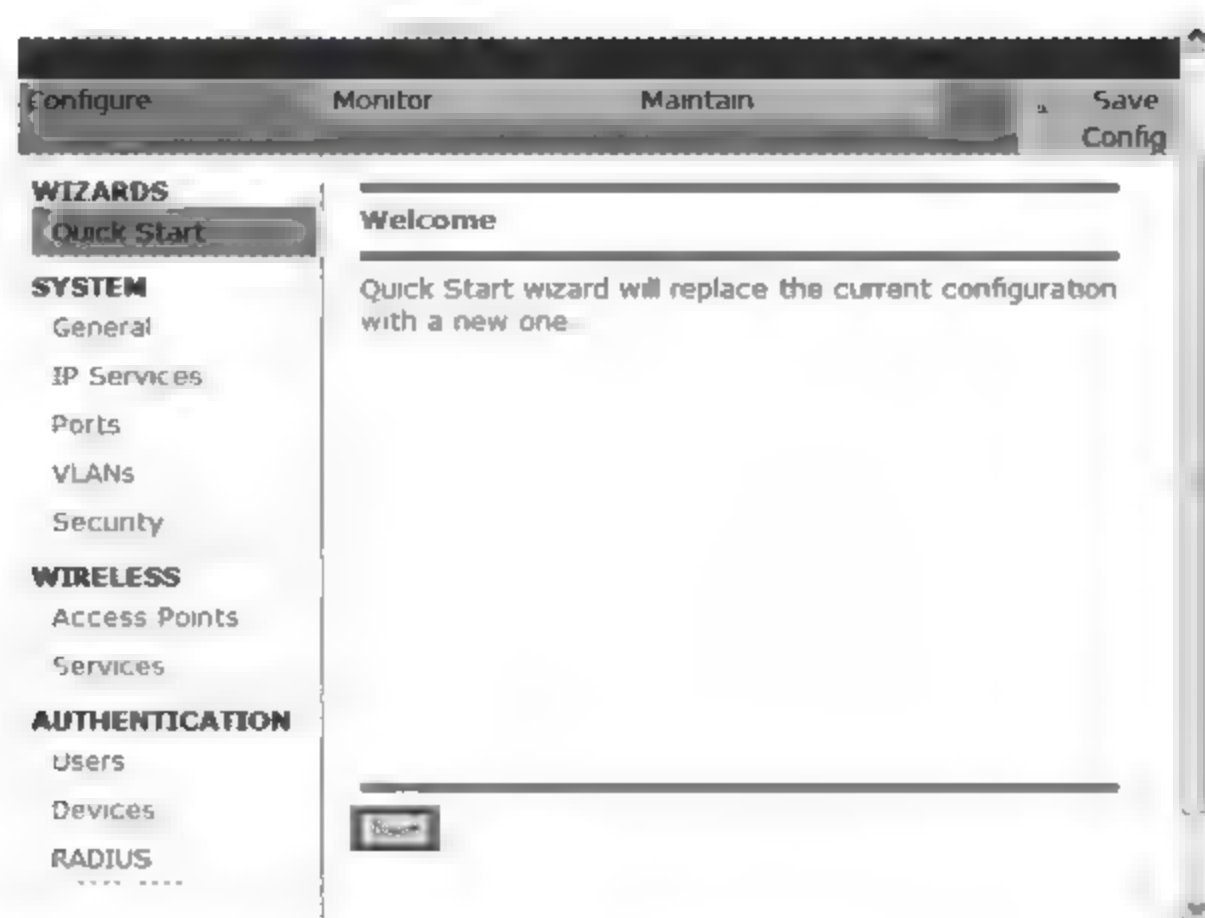 Configure Monitor Maintain Save
Config
WIZARDS
Quick Start
SYSTEM
General
IP Services
Ports
VLANs
Security
WIRELESS
Access Points
Services
AUTHENTICATION
Users
Devices
RADIUS
Welcome
Quick Start wizard will replace the current configuration
with a new one